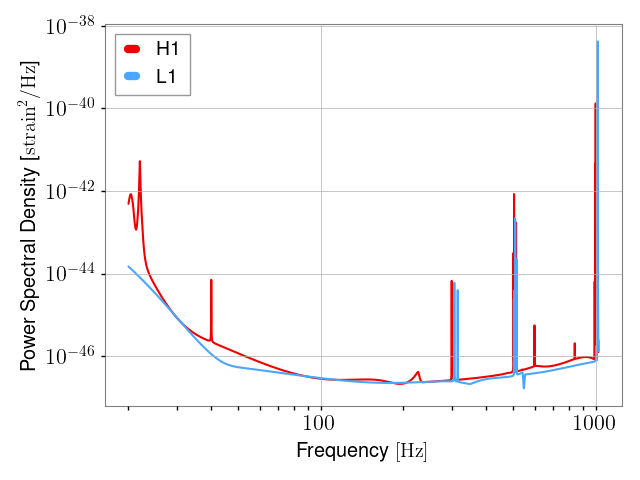 H1
L1
Power Spectral Density [strain²/Hz]
10⁻³⁸
10⁻⁴⁰
10⁻⁴²
10⁻⁴⁴
10⁻⁴⁶
100
1000
Frequency [Hz]